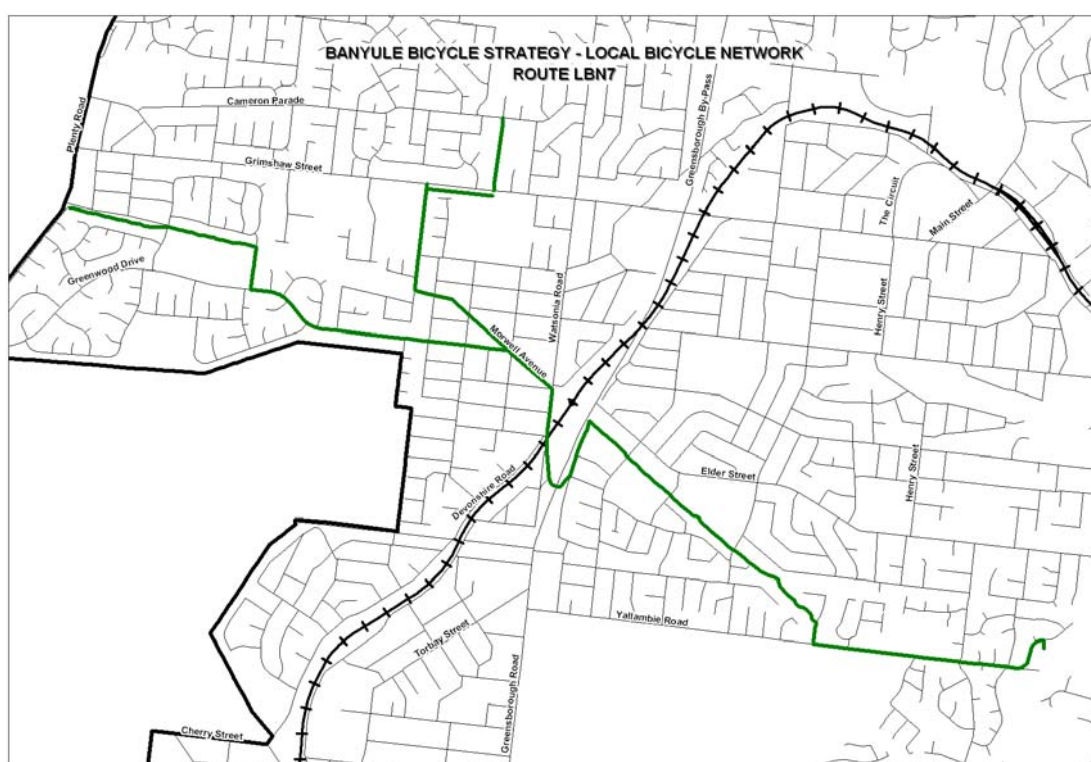 BANYULE BICYCLE STRATEGY - LOCAL BICYCLE NETWORK
ROUTE LBN7
Plenty Road
Cameron Parade
Greensborough By-Pass
Grimshaw Street
The Circuit
Main Street
Greenwood Drive
Watsonia Road
Henry Street
Morwell Avenue
Elder Street
Henry Street
Devonshire Road
Yallambie Road
Torbay Street
Greensborough Road
Cherry Street